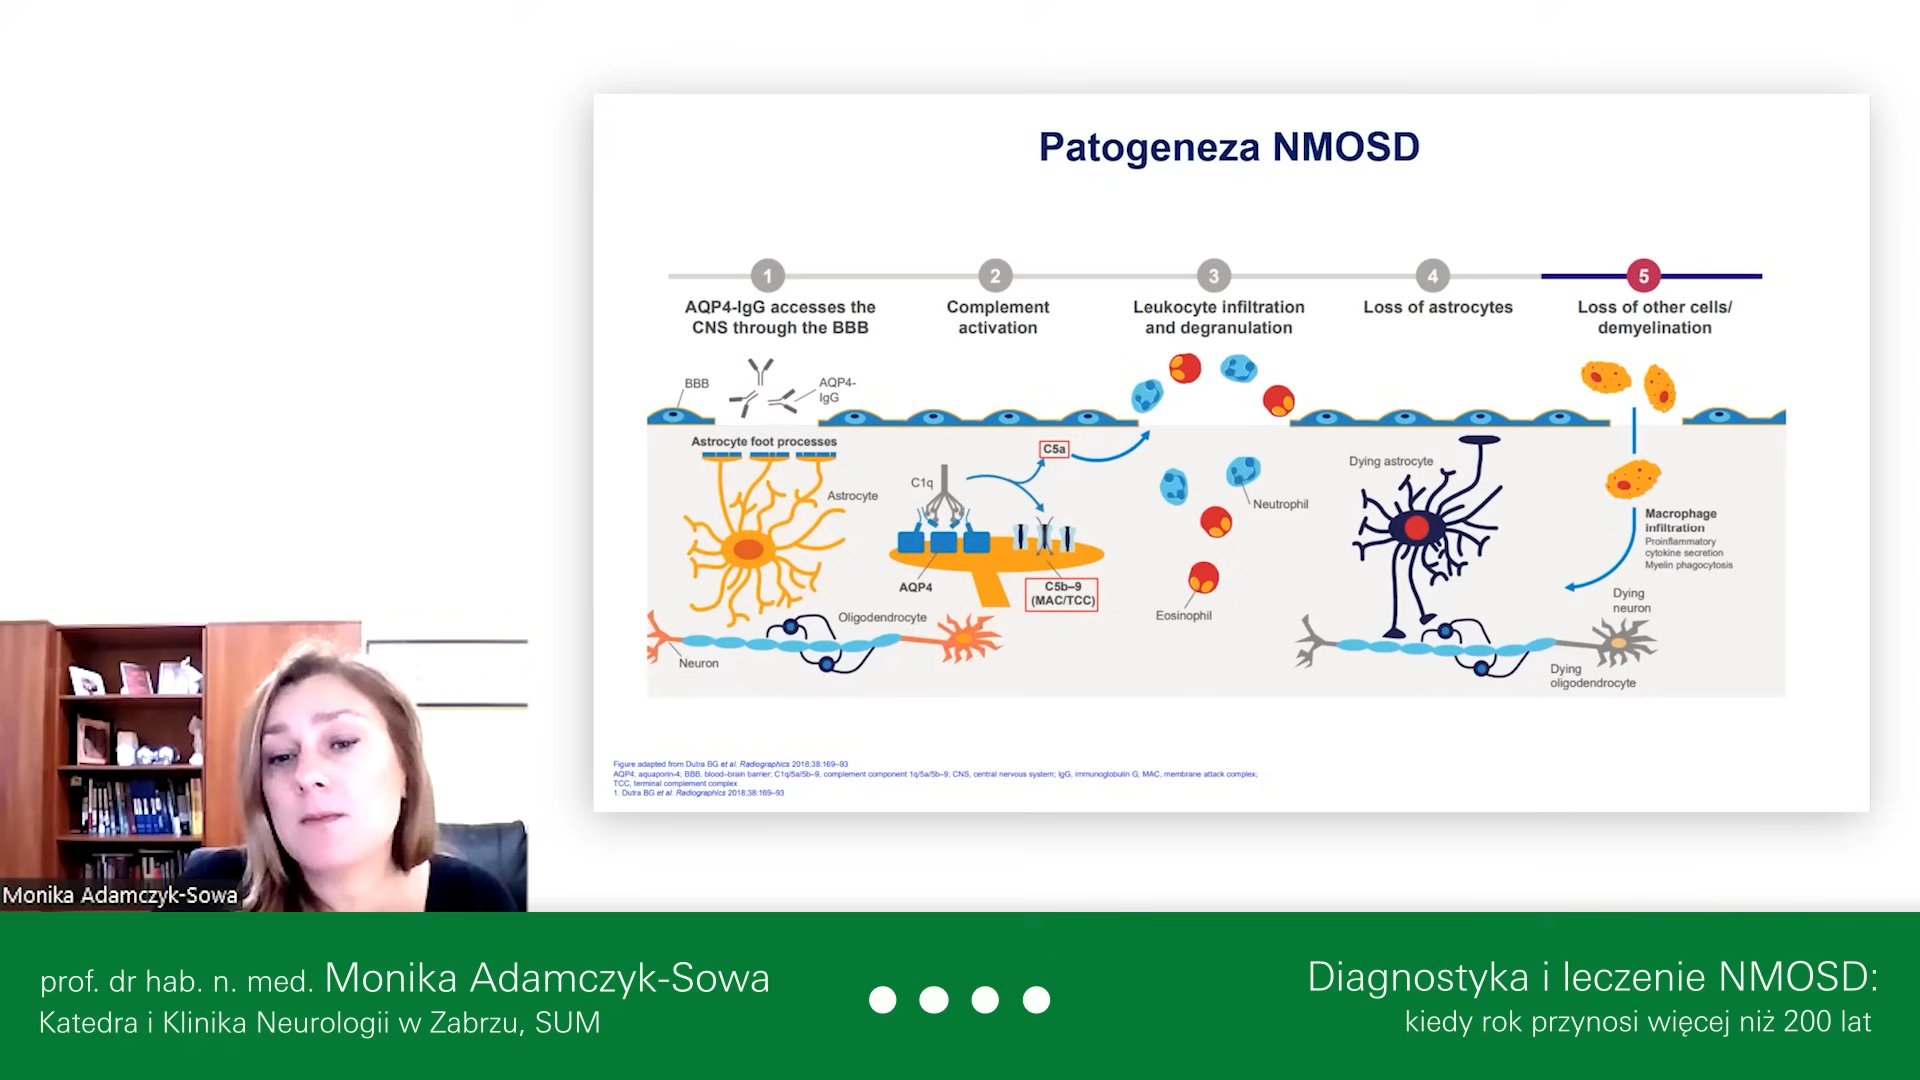 Patogeneza NMOSD
1
2
3
4
5
AQP4-IgG accesses the
CNS through the BBB
Complement
activation
Leukocyte infiltration
and degranulation
Loss of astrocytes
Loss of other cells/
demyelination
BBB
AQP4-
IgG
Astrocyte foot processes
Astrocyte
C1q
C5a
AQP4
C5b–9
(MAC/TCC)
Oligodendrocyte
Neuron
Neutrophil
Eosinophil
Dying astrocyte
Macrophage
infiltration
Proinflammatory
cytokine secretion
Myelin phagocytosis
Dying
neuron
Dying
oligodendrocyte
Figure adapted from Dutra BG et al. Radiographics 2018;38:169–93
AQP4, aquaporin-4; BBB, blood–brain barrier; C1q/5a/5b–9, complement component 1q/5a/5b–9; CNS, central nervous system; IgG, immunoglobulin G; MAC, membrane attack complex;
TCC, terminal complement complex
1. Dutra BG et al. Radiographics 2018;38:169–93
Monika Adamczyk-Sowa
prof. dr hab. n. med. Monika Adamczyk-Sowa
Katedra i Klinika Neurologii w Zabrzu, SUM
Diagnostyka i leczenie NMOSD:
kiedy rok przynosi więcej niż 200 lat